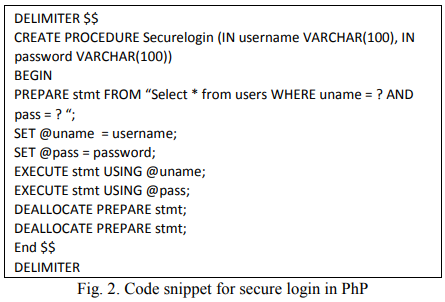 DELIMITER $$
CREATE PROCEDURE Securelogin (IN username VARCHAR(100), IN
password VARCHAR(100))
BEGIN
PREPARE stmt FROM “Select * from users WHERE uname = ? AND
pass = ? “;
SET @uname = username;
SET @pass = password;
EXECUTE stmt USING @uname;
EXECUTE stmt USING @pass;
DEALLOCATE PREPARE stmt;
DEALLOCATE PREPARE stmt;
End $$
DELIMITER
Fig. 2. Code snippet for secure login in PhP